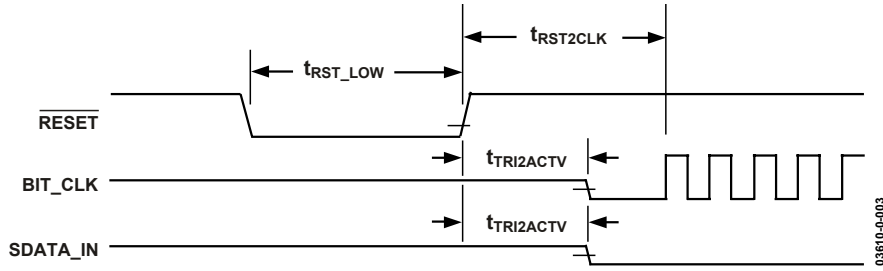 tRST2CLK
tRST_LOW
RESET
tTRI2ACTV
BIT_CLK
tTRI2ACTV
SDATA_IN
03610-0-003